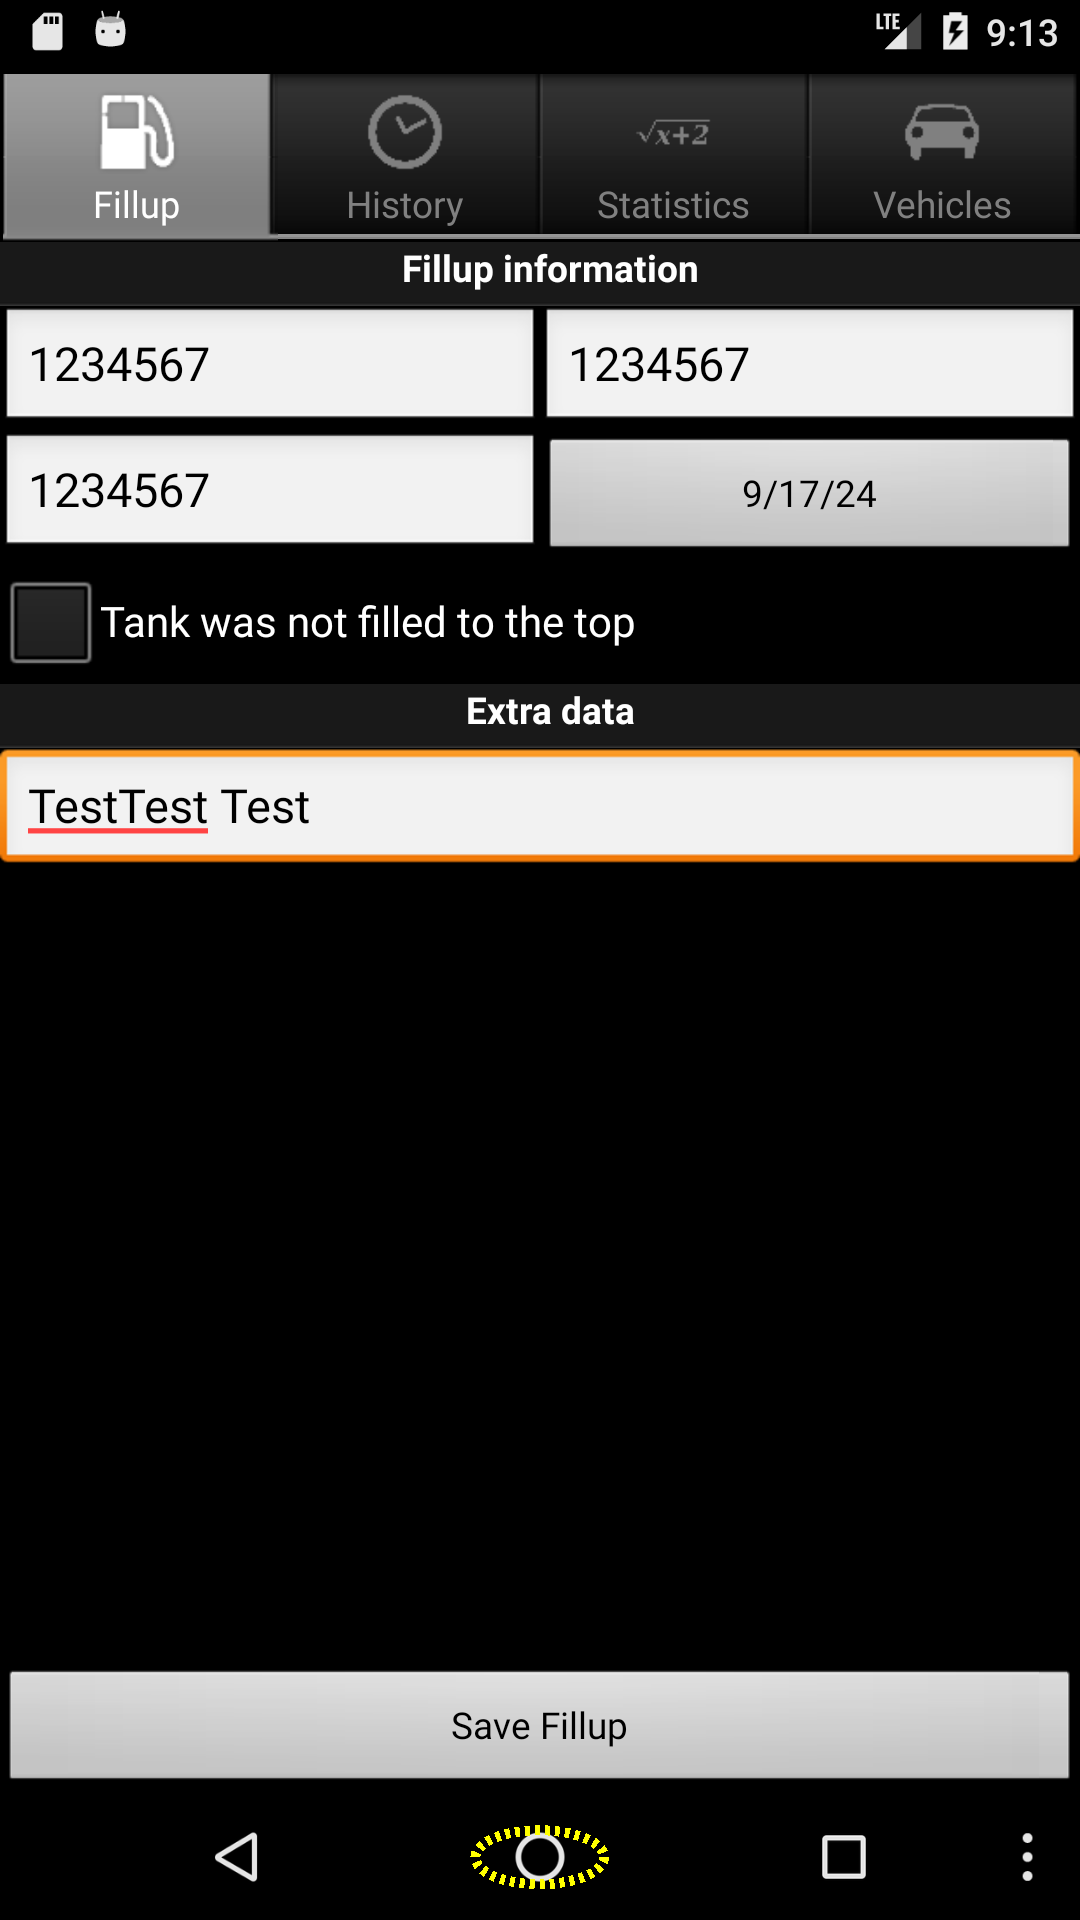 LTE 9:13
Fillup History √x+2 Statistics Vehicles
Fillup information
1234567 1234567
1234567 9/17/24
Tank was not filled to the top
Extra data
TestTest Test
Save Fillup